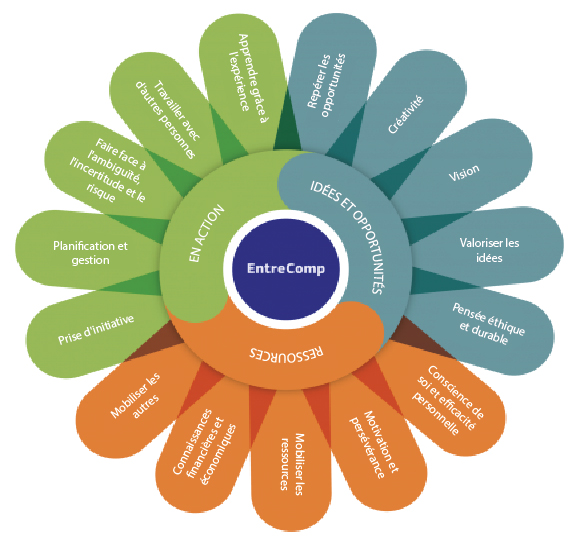 EntreComp
IDÉES ET OPPORTUNITÉS
Repérer les
opportunités
Créativité
Vision
Valoriser les
idées
Pensée éthique
et durable
RESSOURCES
Conscience de
soi et efficacité
personnelle
Motivation et
persévérance
Mobiliser les
ressources
Connaissances
financières et
économiques
Mobiliser les
autres
EN ACTION
Prise d'initiative
Planification et
gestion
Faire face à
l'ambiguité,
l'incertitude et le
risque
Travailler avec
d'autres personnes
Apprendre grâce à
l'expérience